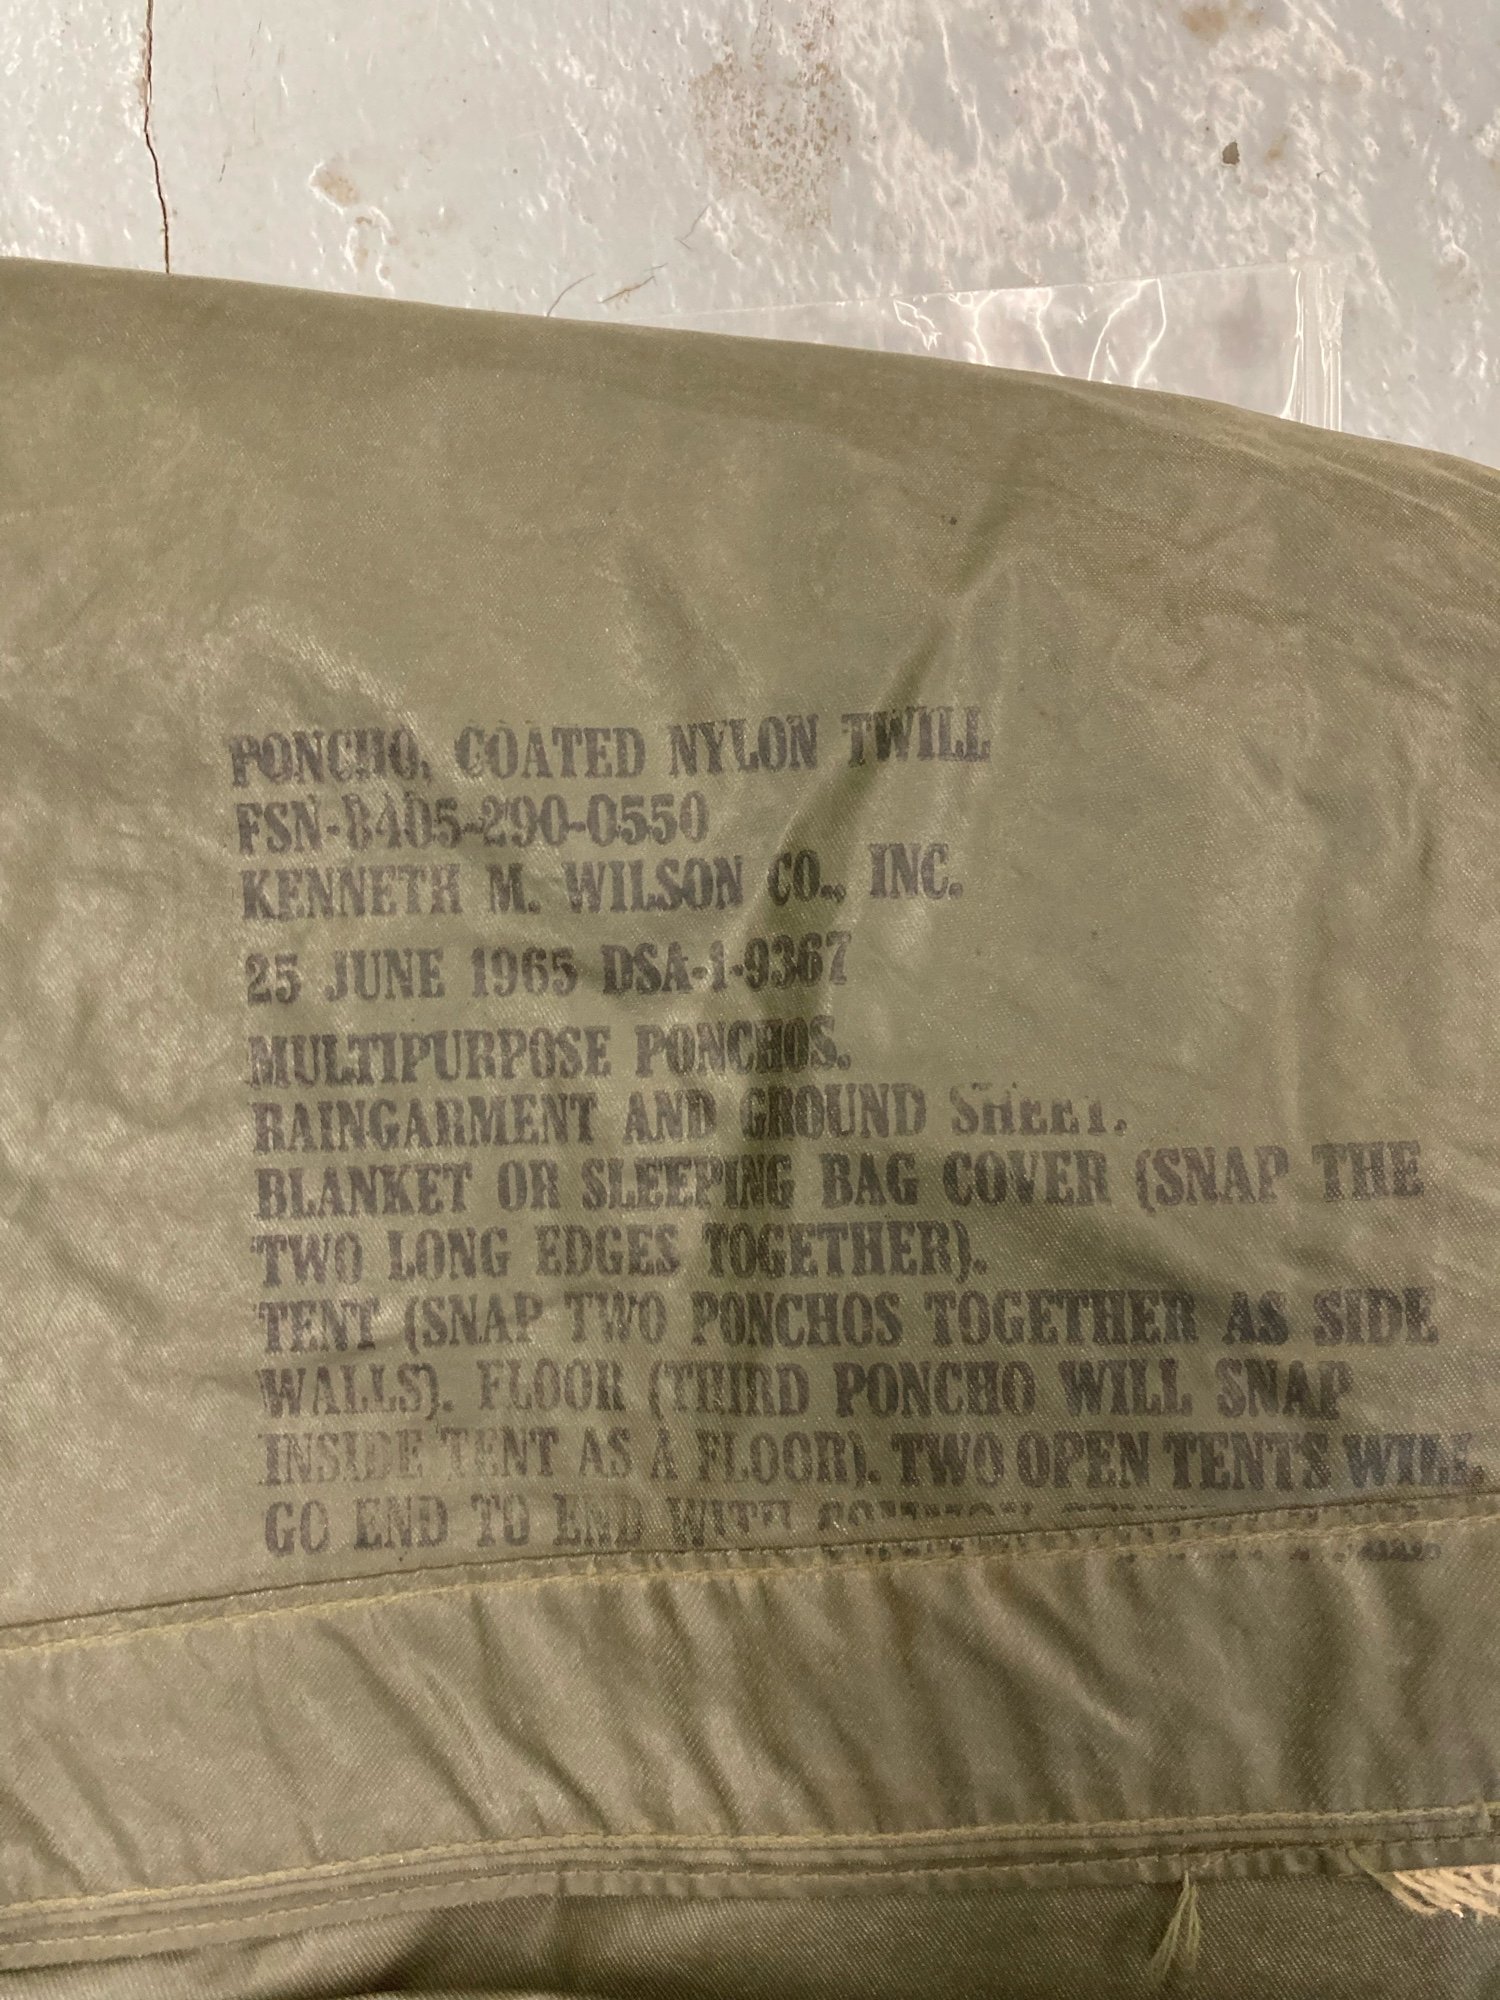 PONCHO, COATED NYLON TWILL
FSN-8405-290-0550
KENNETH M. WILSON CO., INC.
25 JUNE 1965 DSA-1-9367
MULTIPURPOSE PONCHOS.
RAINGARMENT AND GROUND SHEET.
BLANKET OR SLEEPING BAG COVER (SNAP THE
TWO LONG EDGES TOGETHER).
TENT (SNAP TWO PONCHOS TOGETHER AS SIDE
WALLS). FLOOR (THIRD PONCHO WILL SNAP
INSIDE TENT AS A FLOOR). TWO OPEN TENTS WILL
GO END TO END WITH COMMON